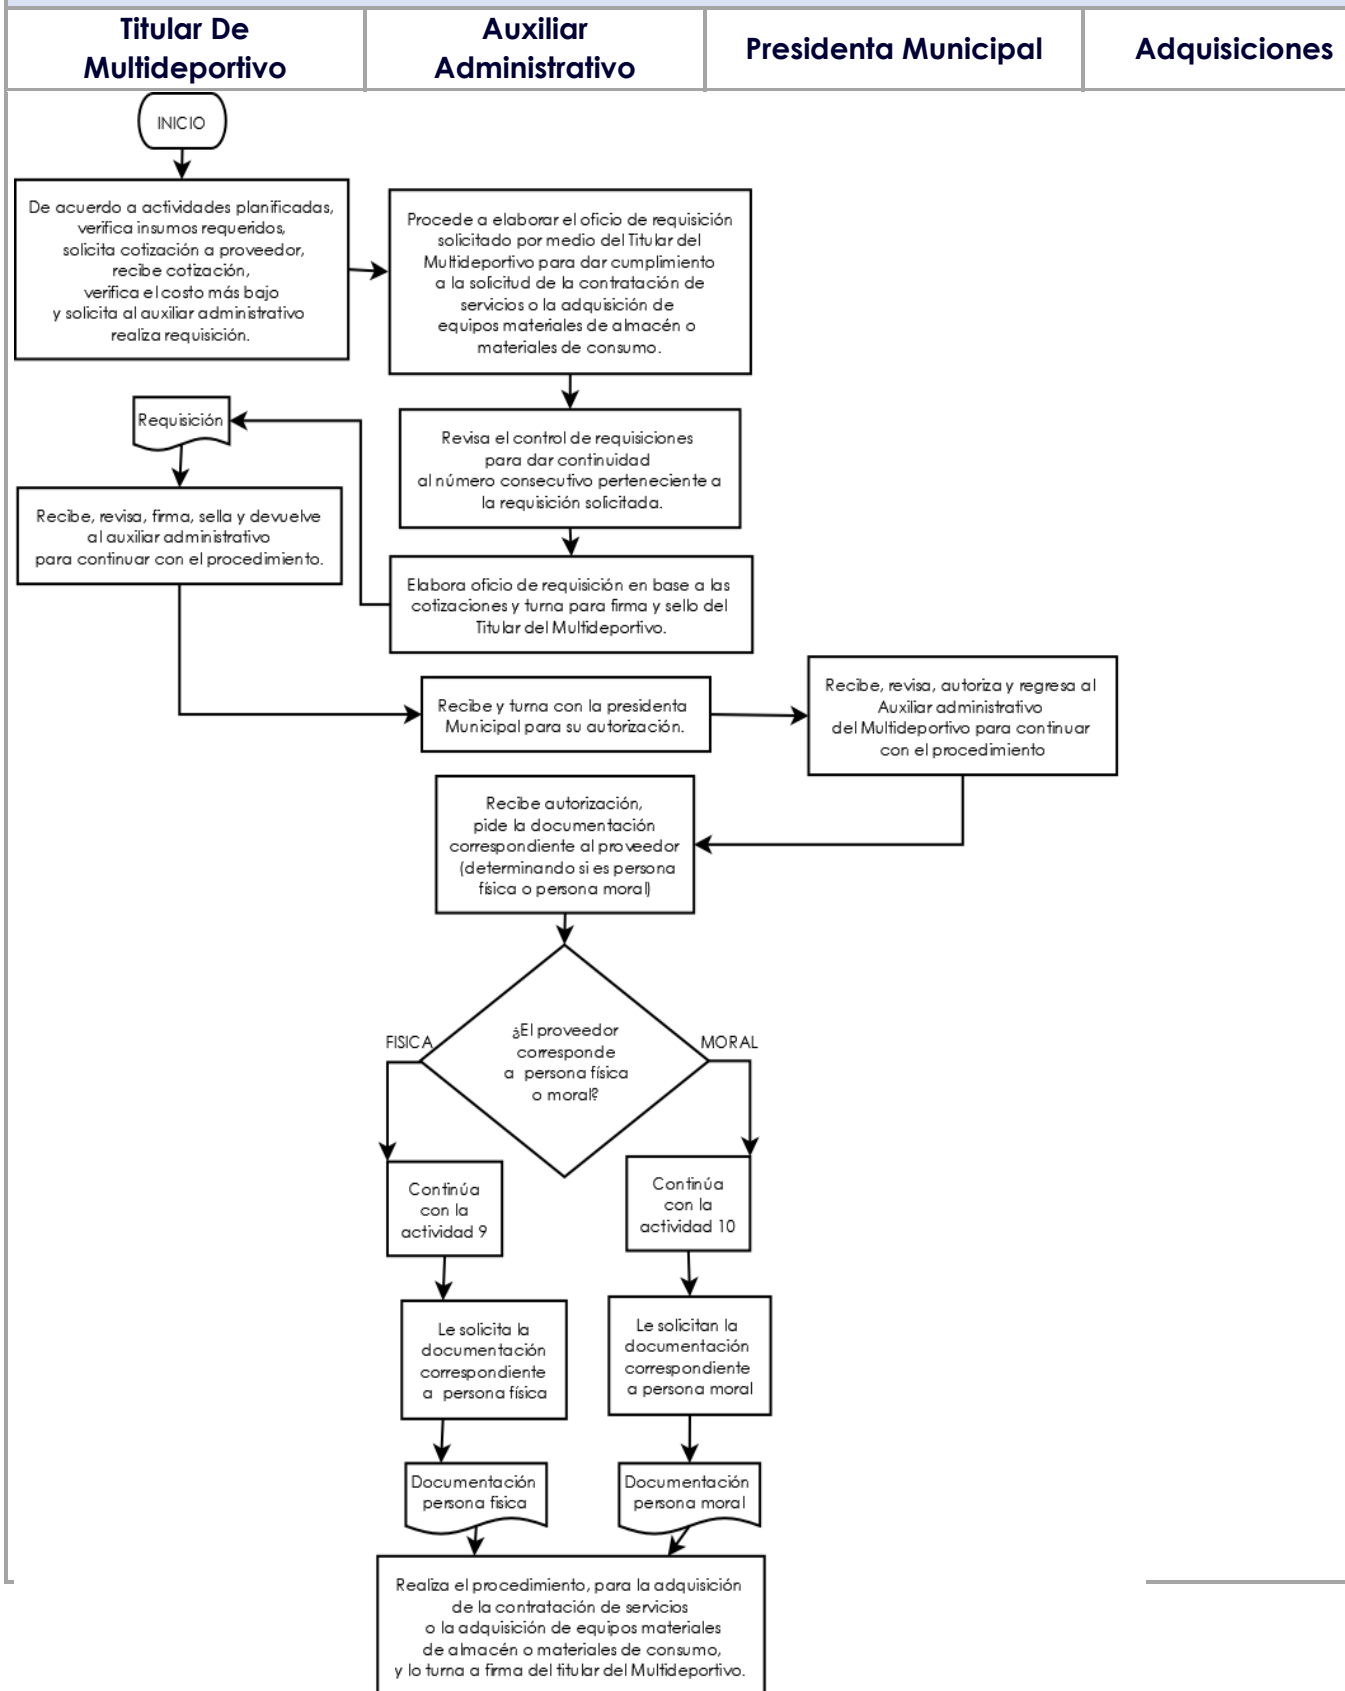 Titular De
Multideportivo
Auxiliar
Administrativo
Presidenta Municipal
Adquisiciones
INICIO
De acuerdo a actividades planificadas,
verifica insumos requeridos,
solicita cotización a proveedor,
recibe cotización,
verifica el costo más bajo
y solicita al auxiliar administrativo
realiza requisición.
Procede a elaborar el oficio de requisición
solicitado por medio del Titular del
Multideportivo para dar cumplimiento
a la solicitud de la contratación de
servicios o la adquisición de
equipos materiales de almacén o
materiales de consumo.
Requisición
Revisa el control de requisiciones
para dar continuidad
al número consecutivo perteneciente a
la requisición solicitada.
Recibe, revisa, firma, sella y devuelve
al auxiliar administrativo
para continuar con el procedimiento.
Elabora oficio de requisición en base a las
cotizaciones y turna para firma y sello del
Titular del Multideportivo.
Recibe y turna con la presidenta
Municipal para su autorización.
Recibe, revisa, autoriza y regresa al
Auxiliar administrativo
del Multideportivo para continuar
con el procedimiento
Recibe autorización,
pide la documentación
correspondiente al proveedor
(determinando si es persona
física o persona moral)
¿El proveedor
corresponde
a persona física
o moral?
FISICA
MORAL
Continúa
con la
actividad 9
Continúa
con la
actividad 10
Le solicita la
documentación
correspondiente
a persona física
Le solicitan la
documentación
correspondiente
a persona moral
Documentación
persona fisica
Documentación
persona moral
Realiza el procedimiento, para la adquisición
de la contratación de servicios
o la adquisición de equipos materiales
de almacén o materiales de consumo,
y lo turna a firma del titular del Multideportivo.